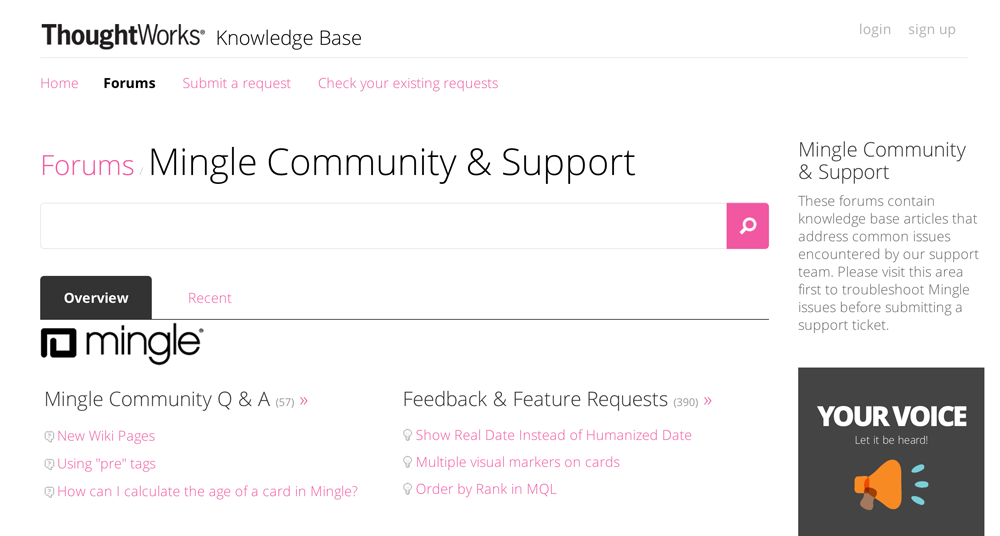 ThoughtWorks® Knowledge Base
login sign up
Home Forums Submit a request Check your existing requests
Forums / Mingle Community & Support
Overview Recent
mingle®
Mingle Community Q & A (57) »
New Wiki Pages
Using "pre" tags
How can I calculate the age of a card in Mingle?
Feedback & Feature Requests (390) »
Show Real Date Instead of Humanized Date
Multiple visual markers on cards
Order by Rank in MQL
Mingle Community
& Support
These forums contain
knowledge base articles that
address common issues
encountered by our support
team. Please visit this area
first to troubleshoot Mingle
issues before submitting a
support ticket.
YOUR VOICE
Let it be heard!